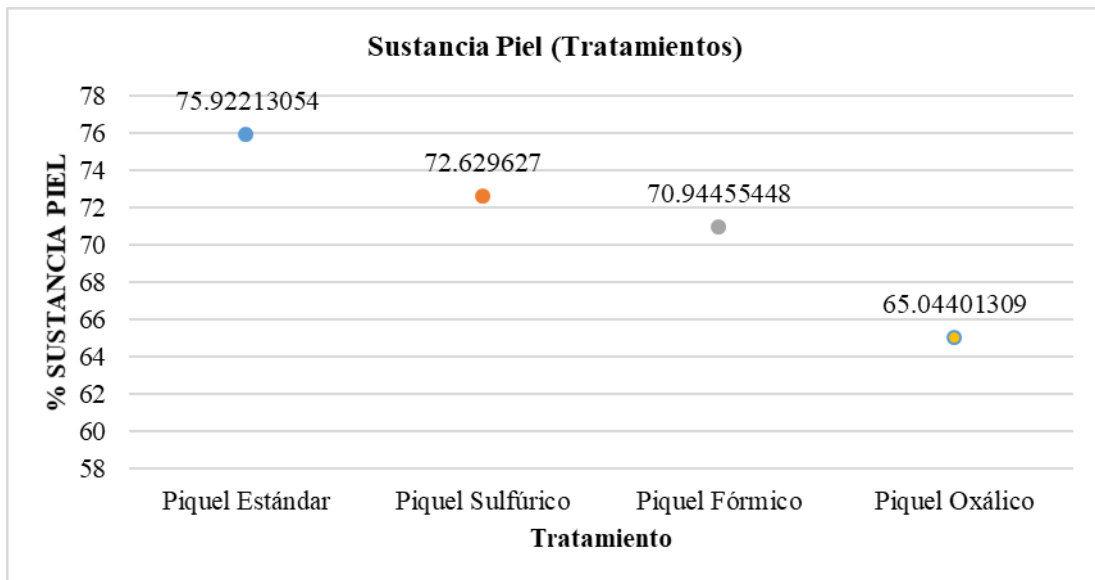 Sustancia Piel (Tratamientos)
% SUSTANCIA PIEL
78
76
74
72
70
68
66
64
62
60
58
75.92213054
72.629627
70.94455448
65.04401309
Piquel Estándar
Piquel Sulfúrico
Piquel Fórmico
Piquel Oxálico
Tratamiento